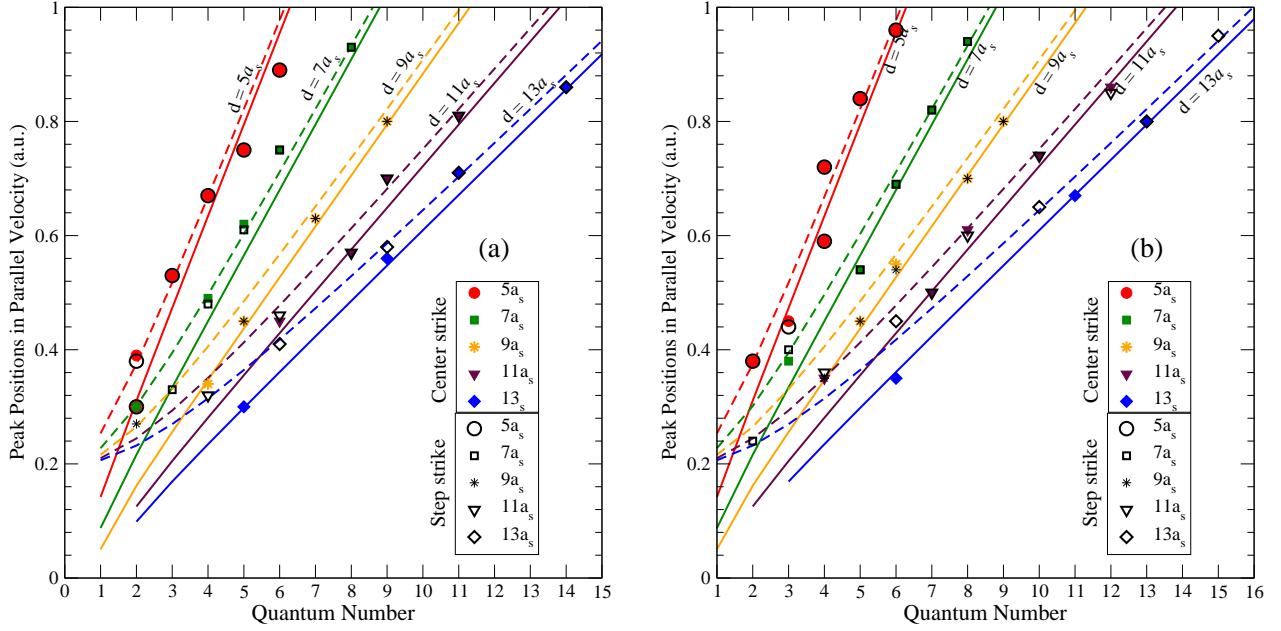 Peak Positions in Parallel Velocity (a.u.)
1
0.8
0.6
0.4
0.2
0
0 1 2 3 4 5 6 7 8 9 10 11 12 13 14 15
Quantum Number
d = 5a_s
d = 7a_s
d = 9a_s
d = 11a_s
d = 13a_s
(a)
Center strike
5a_s
7a_s
9a_s
11a_s
13_s
Step strike
5a_s
7a_s
9a_s
11a_s
13a_s
Peak Positions in Parallel Velocity (a.u.)
1
0.8
0.6
0.4
0.2
0
1 2 3 4 5 6 7 8 9 10 11 12 13 14 15 16
Quantum Number
d = 5a_s
d = 7a_s
d = 9a_s
d = 11a_s
d = 13a_s
(b)
Center strike
5a_s
7a_s
9a_s
11a_s
13_s
Step strike
5a_s
7a_s
9a_s
11a_s
13a_s